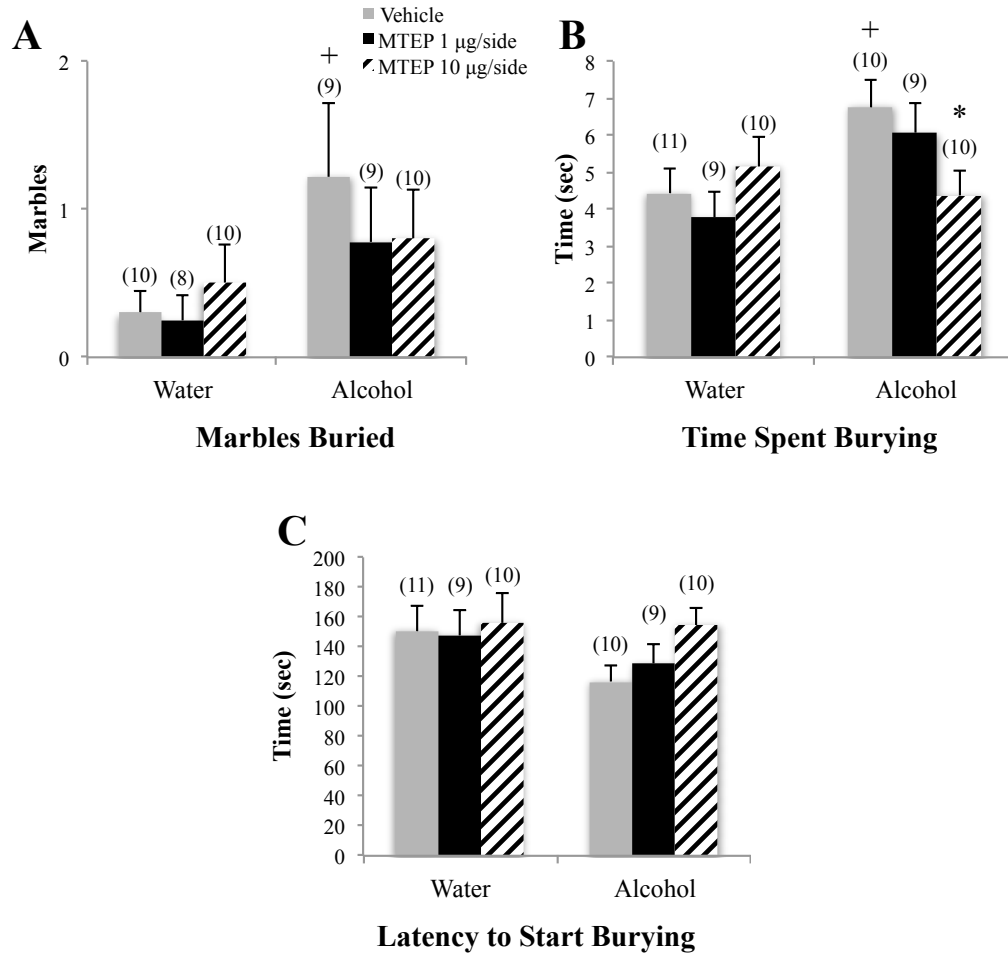 A
Vehicle
MTEP 1 µg/side
MTEP 10 µg/side
2
1
0
Marbles
(10)
(8)
(10)
+
(9)
(9)
(10)
Water
Alcohol
Marbles Buried
B
8
7
6
5
4
3
2
1
0
Time (sec)
(11)
(9)
(10)
+
(10)
(9)
*
(10)
Water
Alcohol
Time Spent Burying
C
200
180
160
140
120
100
80
60
40
20
0
Time (sec)
(11)
(9)
(10)
(10)
(9)
(10)
Water
Alcohol
Latency to Start Burying